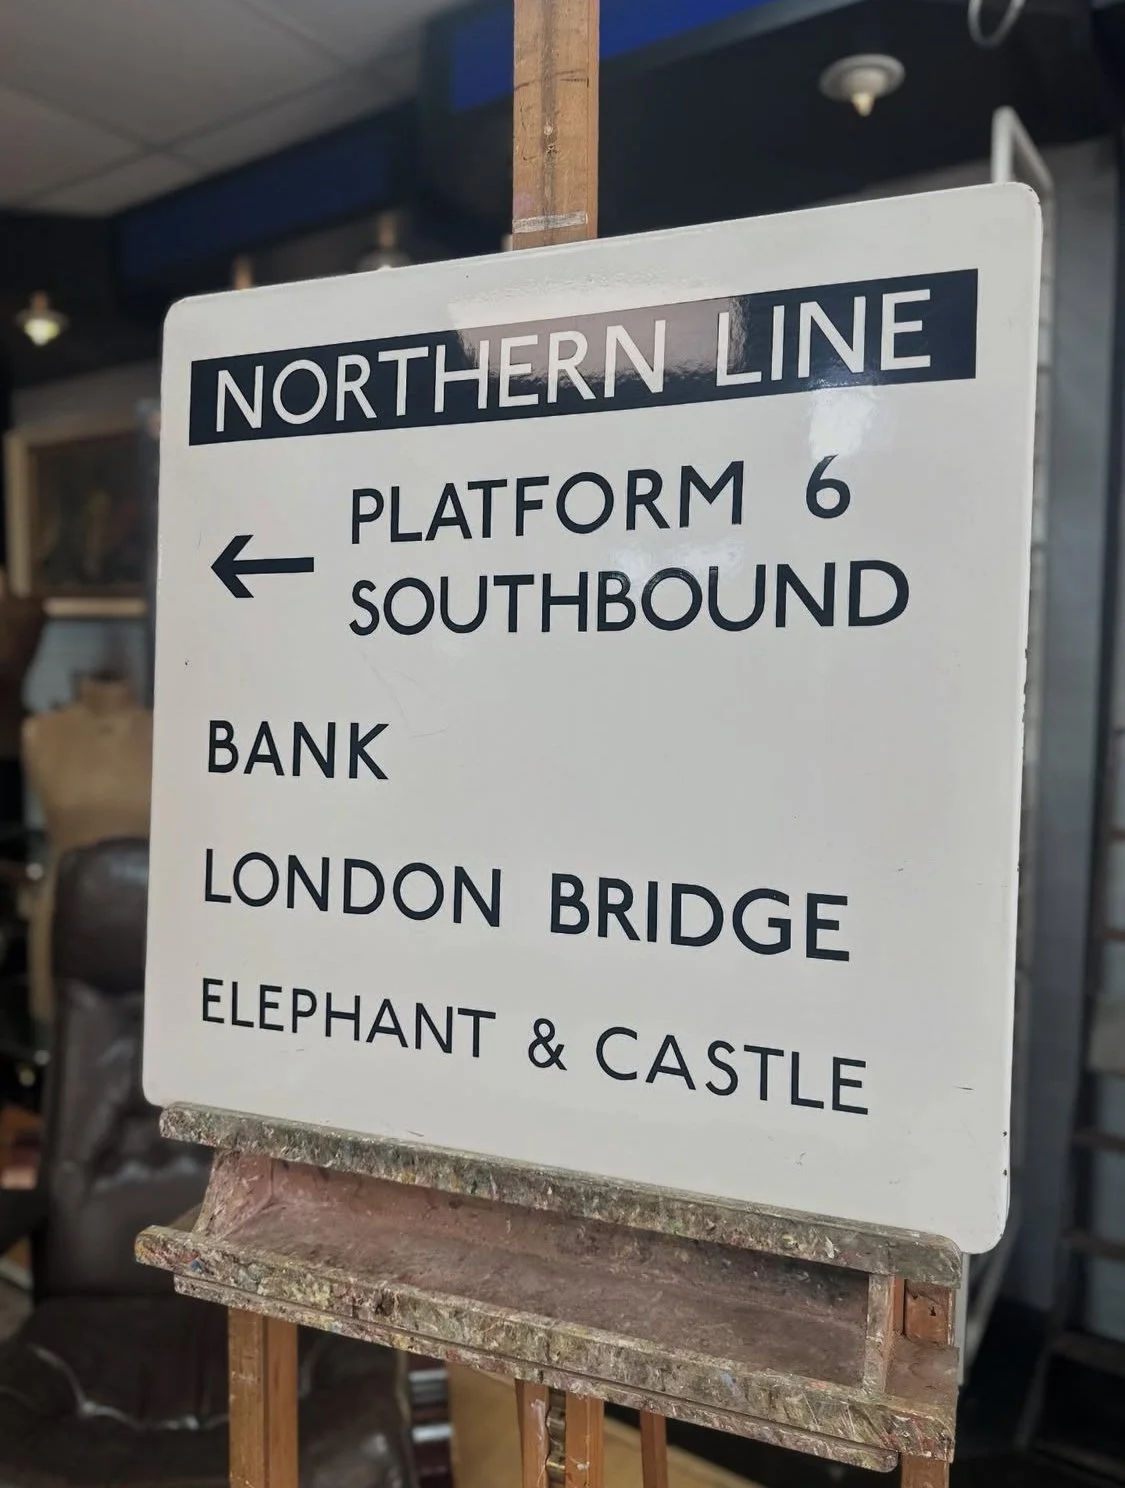 NORTHERN LINE
← PLATFORM 6
SOUTHBOUND
BANK
LONDON BRIDGE
ELEPHANT & CASTLE